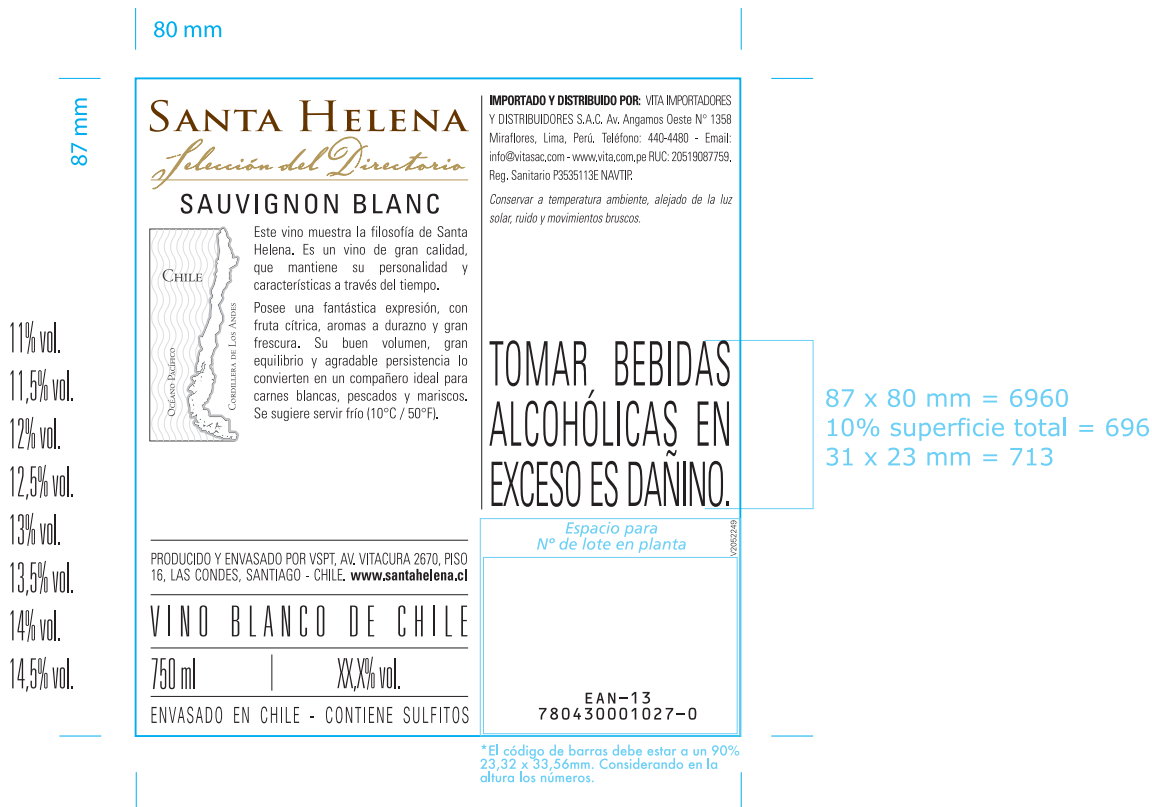 80 mm
87 mm
SANTA HELENA
Selección del Directorio
SAUVIGNON BLANC
CHILE
OCÉANO PACÍFICO
CORDILLERA DE LOS ANDES
Este vino muestra la filosofía de Santa
Helena. Es un vino de gran calidad,
que mantiene su personalidad y
características a través del tiempo.
Posee una fantástica expresión, con
fruta cítrica, aromas a durazno y gran
frescura. Su buen volumen, gran
equilibrio y agradable persistencia lo
convierten en un compañero ideal para
carnes blancas, pescados y mariscos.
Se sugiere servir frío (10°C / 50°F).
PRODUCIDO Y ENVASADO POR VSPT, AV. VITACURA 2670, PISO
16, LAS CONDES, SANTIAGO - CHILE. www.santahelena.cl
VINO BLANCO DE CHILE
750 ml XX,X% vol.
ENVASADO EN CHILE - CONTIENE SULFITOS
IMPORTADO Y DISTRIBUIDO POR: VITA IMPORTADORES
Y DISTRIBUIDORES S.A.C. Av. Angamos Oeste N° 1358
Miraflores, Lima, Perú. Teléfono: 440-4480 - Email:
info@vitasac,com - www,vita,com,pe RUC: 20519087759.
Reg. Sanitario P3535113E NAVTIP.
Conservar a temperatura ambiente, alejado de la luz
solar, ruido y movimientos bruscos.
TOMAR BEBIDAS
ALCOHÓLICAS EN
EXCESO ES DAÑINO.
Espacio para
N° de lote en planta
V2052249
EAN-13
780430001027-0
*El código de barras debe estar a un 90%
23,32 x 33,56mm. Considerando en la
altura los números.
11% vol.
11,5% vol.
12% vol.
12,5% vol.
13% vol.
13,5% vol.
14% vol.
14,5% vol.
87 x 80 mm = 6960
10% superficie total = 696
31 x 23 mm = 713